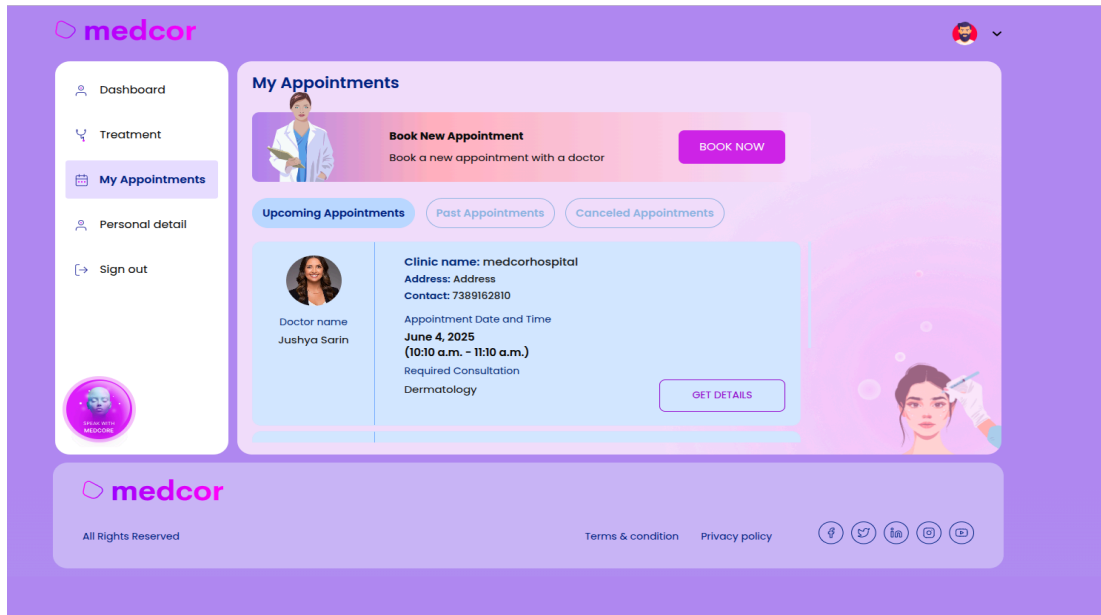 medcor
Dashboard
Treatment
My Appointments
Personal detail
Sign out
SPEAK WITH
MEDCORE
My Appointments
Book New Appointment
Book a new appointment with a doctor
BOOK NOW
Upcoming Appointments
Past Appointments
Canceled Appointments
Doctor name
Jushya Sarin
Clinic name: medcorhospital
Address: Address
Contact: 7389162810
Appointment Date and Time
June 4, 2025
(10:10 a.m. - 11:10 a.m.)
Required Consultation
Dermatology
GET DETAILS
medcor
All Rights Reserved
Terms & condition
Privacy policy